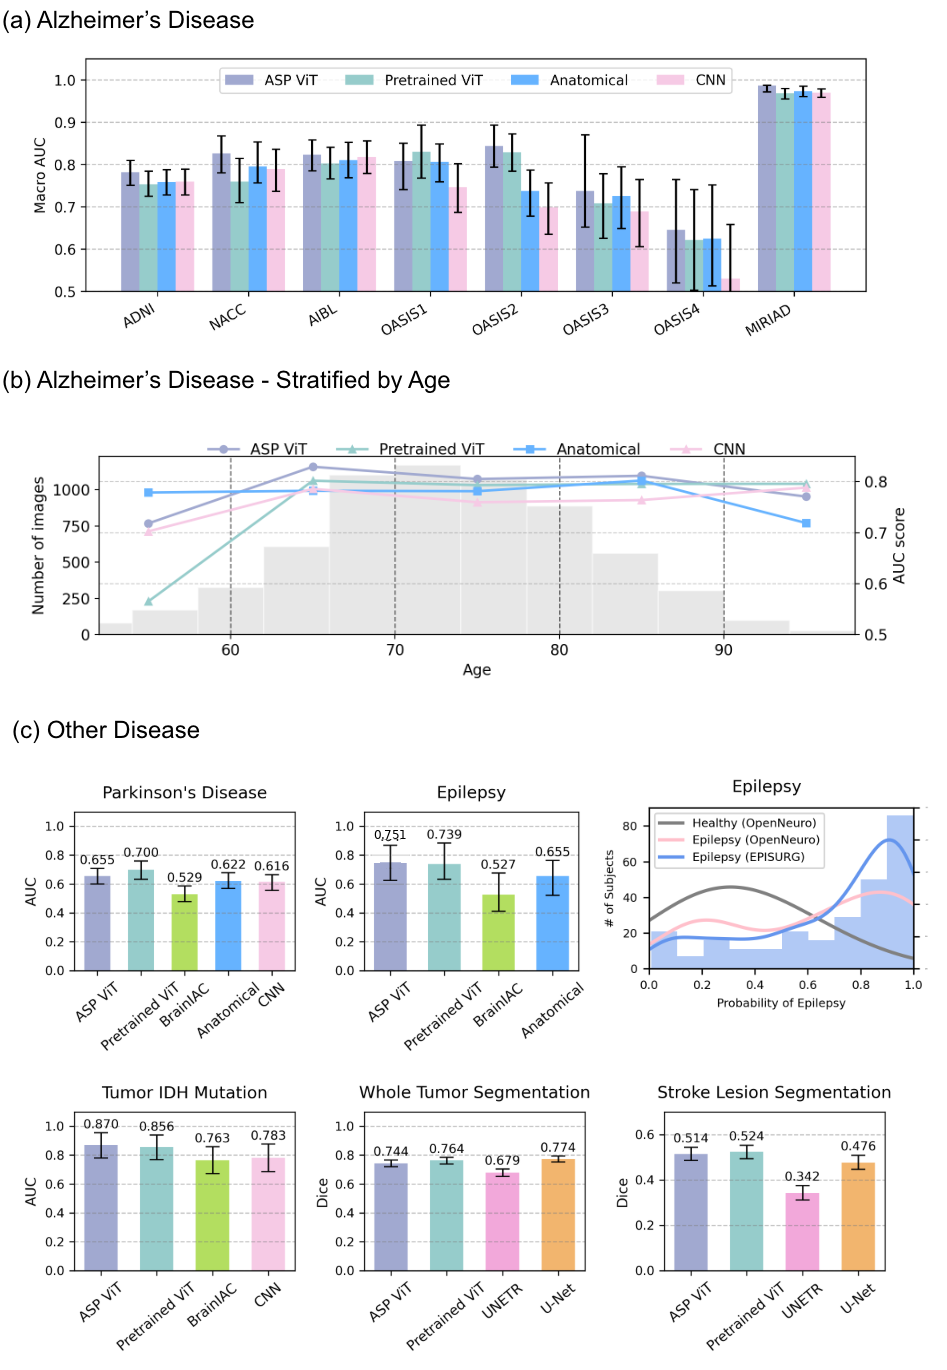 (a) Alzheimer’s Disease
ASP ViT Pretrained ViT Anatomical CNN
Macro AUC
1.0
0.9
0.8
0.7
0.6
0.5
ADNI NACC AIBL OASIS1 OASIS2 OASIS3 OASIS4 MIRIAD
(b) Alzheimer’s Disease - Stratified by Age
ASP ViT Pretrained ViT Anatomical CNN
Number of images
1000
750
500
250
0
0.8
0.7
0.6
0.5
AUC score
60 70 80 90
Age
(c) Other Disease
Parkinson's Disease
AUC
1.0
0.8
0.6
0.4
0.2
0.0
0.655 0.700 0.529 0.622 0.616
ASP ViT Pretrained ViT BrainIAC Anatomical CNN
Epilepsy
AUC
1.0
0.8
0.6
0.4
0.2
0.0
0.751 0.739 0.527 0.655
ASP ViT Pretrained ViT BrainIAC Anatomical
Epilepsy
Healthy (OpenNeuro)
Epilepsy (OpenNeuro)
Epilepsy (EPISURG)
# of Subjects
80
60
40
20
0
0.0 0.2 0.4 0.6 0.8 1.0
Probability of Epilepsy
Tumor IDH Mutation
AUC
1.0
0.8
0.6
0.4
0.2
0.0
0.870 0.856 0.763 0.783
ASP ViT Pretrained ViT BrainIAC CNN
Whole Tumor Segmentation
Dice
1.0
0.8
0.6
0.4
0.2
0.0
0.744 0.764 0.679 0.774
ASP ViT Pretrained ViT UNETR U-Net
Stroke Lesion Segmentation
Dice
0.6
0.4
0.2
0.0
0.514 0.524 0.342 0.476
ASP ViT Pretrained ViT UNETR U-Net